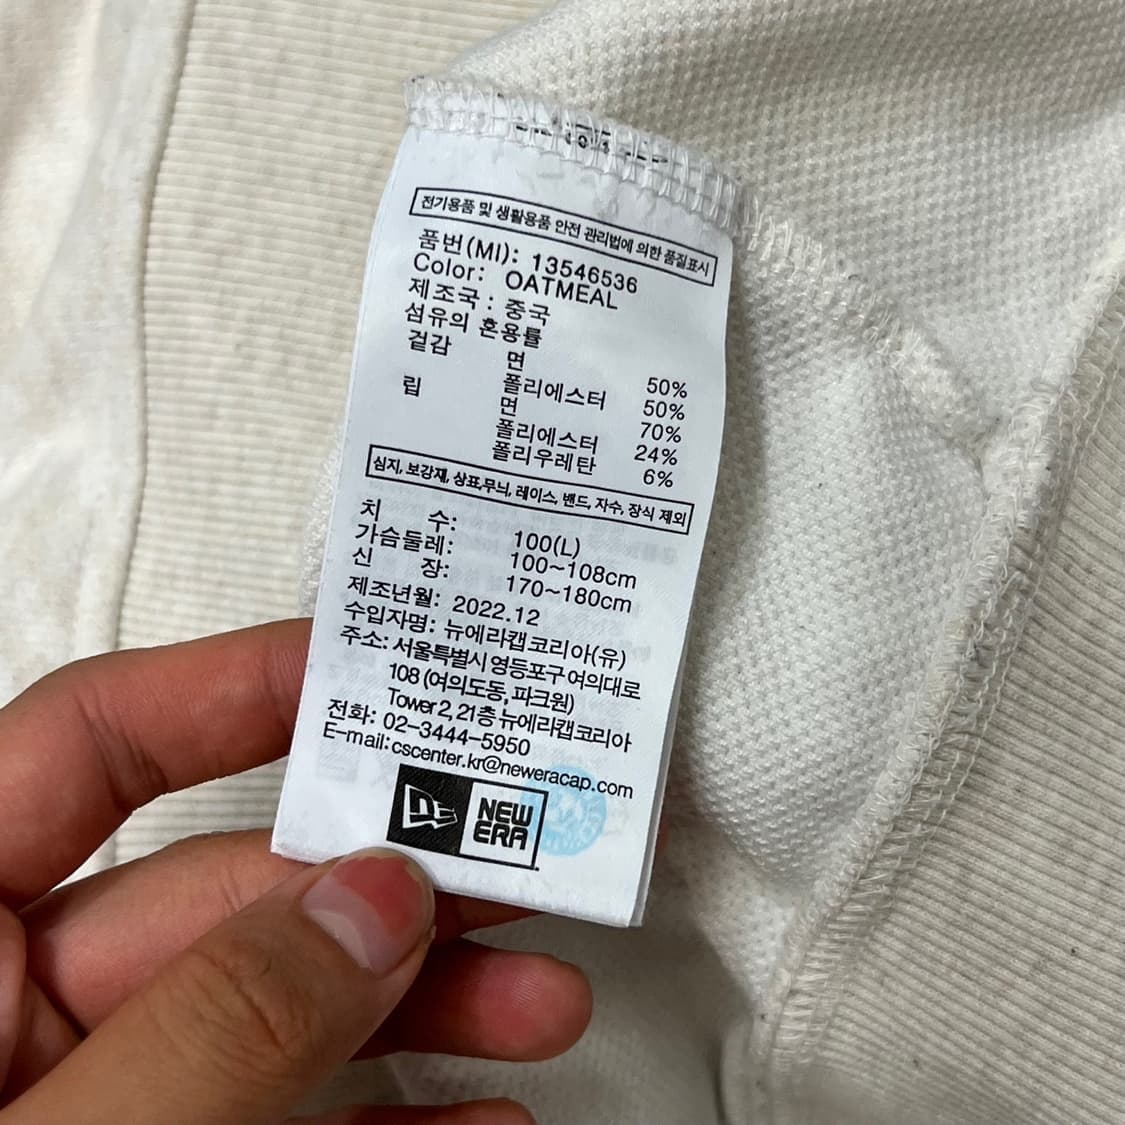 전기용품 및 생활용품 안전 관리법에 의한 품질표시
품번(MI): 13546536
Color: OATMEAL
제조국 : 중국
섬유의 혼용률
겉감 면 50%
폴리에스터 50%
립 면 70%
폴리에스터 24%
폴리우레탄 6%
심지, 보강재, 상표,무늬, 레이스, 밴드, 자수, 장식 제외
치 수: 100(L)
가슴둘레: 100~108cm
신 장: 170~180cm
제조년월: 2022.12
수입자명: 뉴에라캡코리아(유)
주소: 서울특별시 영등포구 여의대로
108 (여의도동, 파크원)
Tower 2, 21층 뉴에라캡코리아
전화: 02-3444-5950
E-mail:cscenter.kr@neweracap.com
NEW
ERA